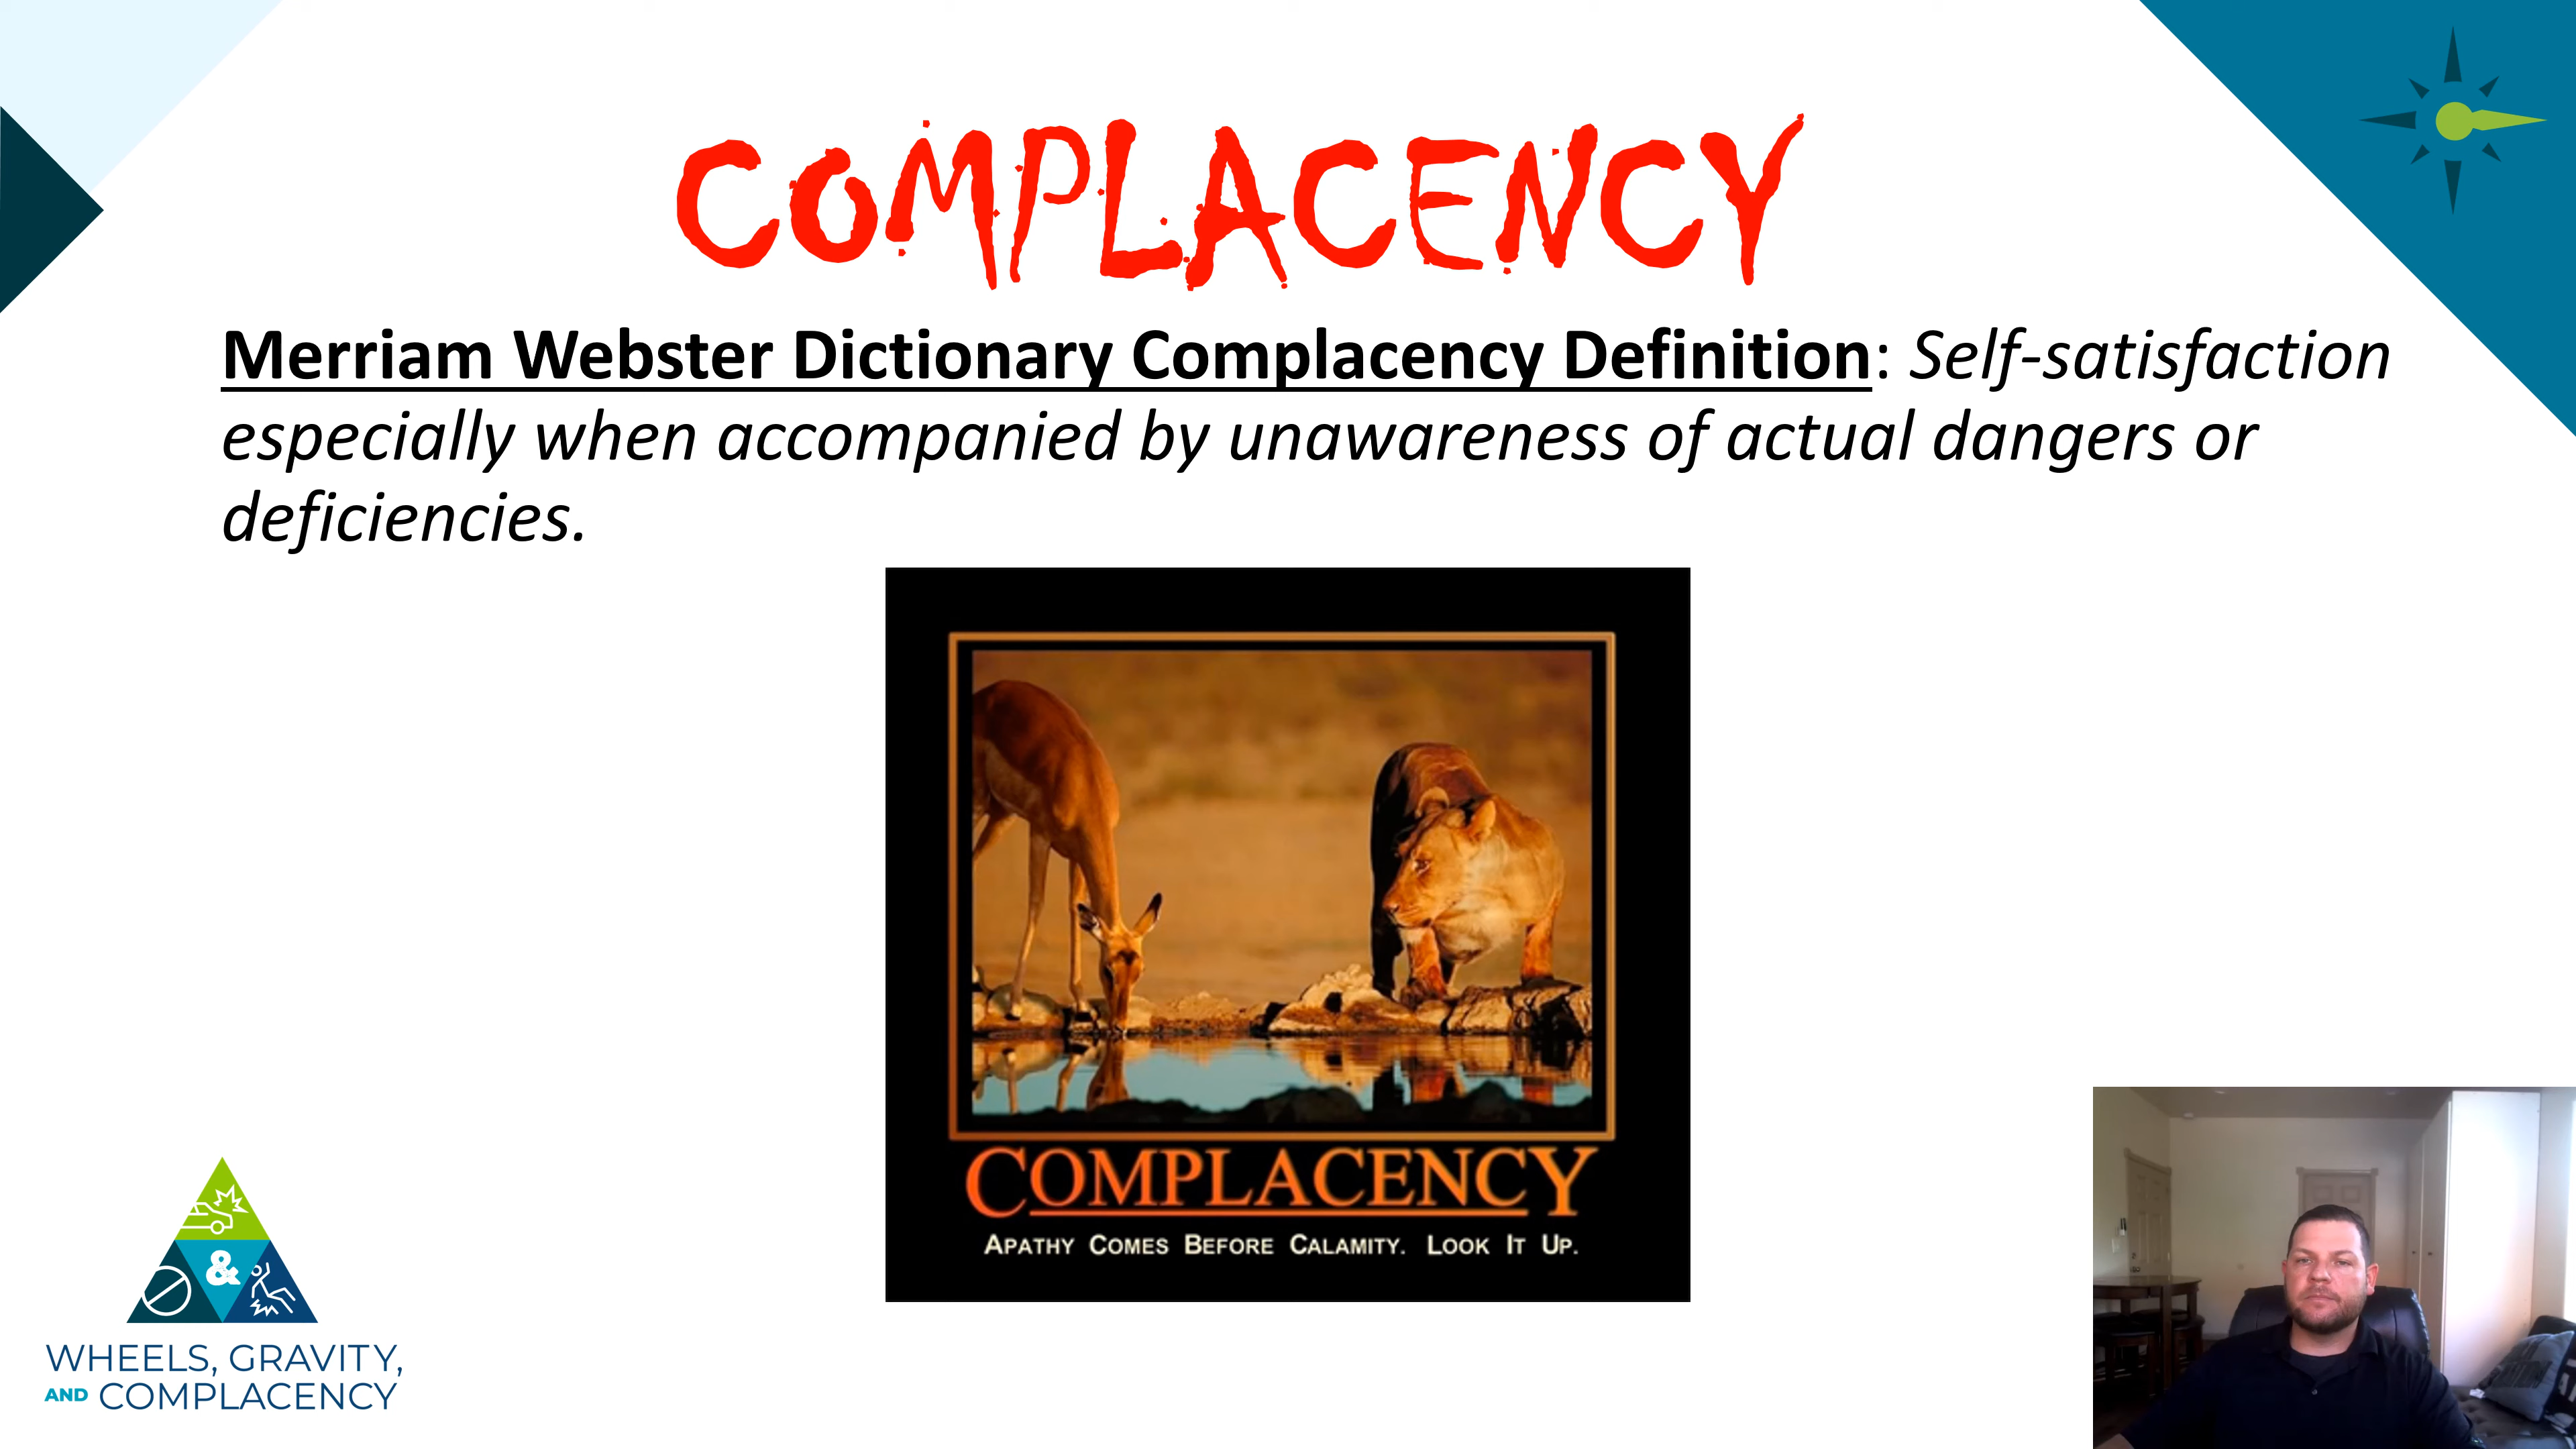 COMPLACENCY
Merriam Webster Dictionary Complacency Definition: Self-satisfaction
especially when accompanied by unawareness of actual dangers or
deficiencies.
COMPLACENCY
APATHY COMES BEFORE CALAMITY. LOOK IT UP.
&
WHEELS, GRAVITY,
AND COMPLACENCY